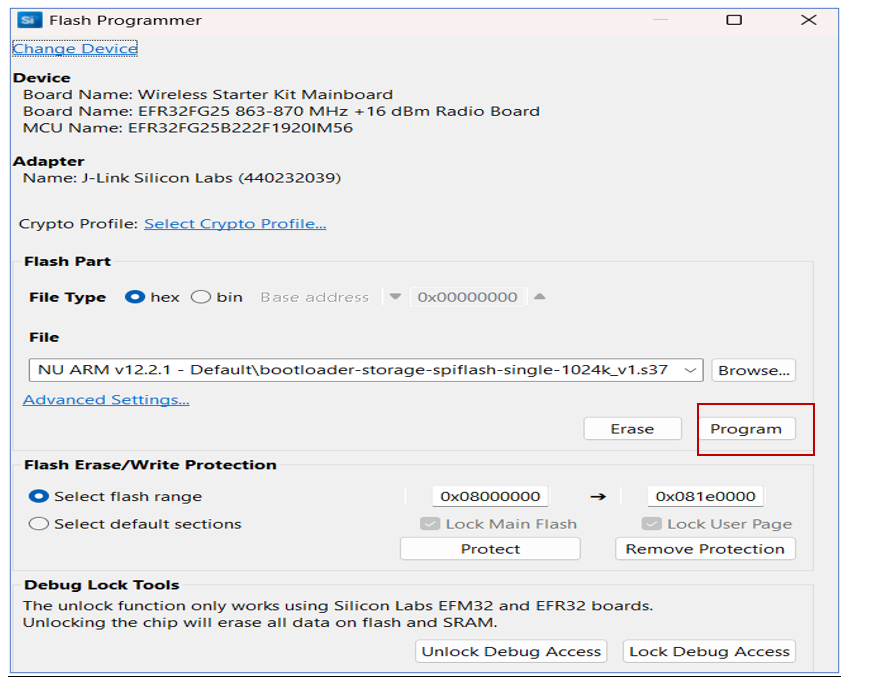 Si Flash Programmer
Change Device
Device
Board Name: Wireless Starter Kit Mainboard
Board Name: EFR32FG25 863-870 MHz +16 dBm Radio Board
MCU Name: EFR32FG25B222F1920IM56
Adapter
Name: J-Link Silicon Labs (440232039)
Crypto Profile: Select Crypto Profile...
Flash Part
File Type hex bin Base address 0x00000000
File
NU ARM v12.2.1 - Default\bootloader-storage-spiflash-single-1024k_v1.s37 Browse...
Advanced Settings...
Erase Program
Flash Erase/Write Protection
Select flash range 0x08000000 → 0x081e0000
Select default sections Lock Main Flash Lock User Page
Protect Remove Protection
Debug Lock Tools
The unlock function only works using Silicon Labs EFM32 and EFR32 boards.
Unlocking the chip will erase all data on flash and SRAM.
Unlock Debug Access Lock Debug Access